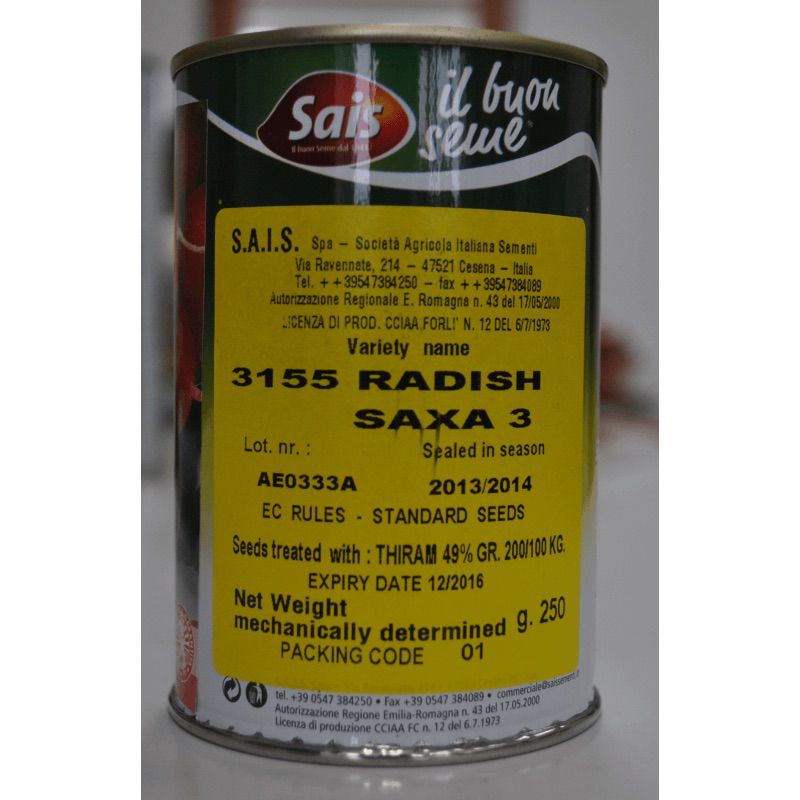 Sais
Il Buon Seme dal
il buon
seme
S.A.I.S. Spa – Società Agricola Italiana Sementi
Via Ravennate, 214 – 47521 Cesena – Italia
Tel. ++39547384250 – fax ++39547384089
Autorizzazione Regionale E. Romagna n. 43 del 17/05/2000
LICENZA DI PROD. CCIAA FORLI' N. 12 DEL 6/7/1973
Variety name
3155 RADISH
SAXA 3
Lot. nr. : Sealed in season
AE0333A 2013/2014
EC RULES - STANDARD SEEDS
Seeds treated with : THIRAM 49% GR. 200/100 KG.
EXPIRY DATE 12/2016
Net Weight
mechanically determined g. 250
PACKING CODE 01
tel. +39 0547 384250 • Fax +39 0547 384089 • commerciale@saissementi.it
Autorizzazione Regione Emilia-Romagna n. 43 del 17.05.2000
Licenza di produzione CCIAA FC n. 12 del 6.7.1973